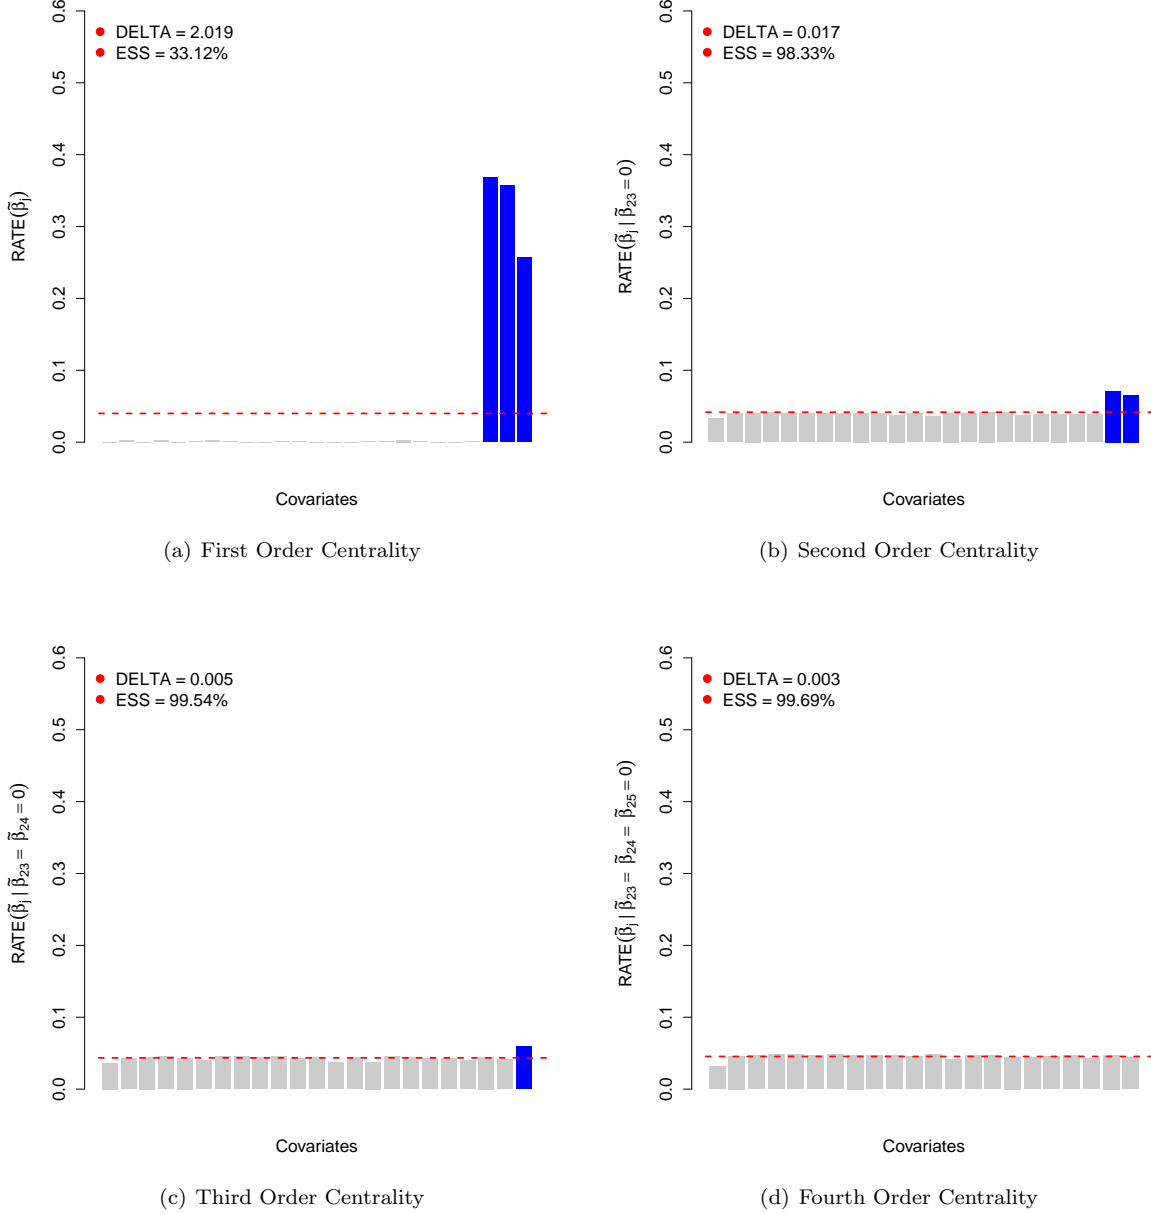 DELTA = 2.019
ESS = 33.12%
RATE(β̃j)
0.0 0.1 0.2 0.3 0.4 0.5 0.6
Covariates
(a) First Order Centrality
DELTA = 0.017
ESS = 98.33%
RATE(β̃j | β̃23 = 0)
0.0 0.1 0.2 0.3 0.4 0.5 0.6
Covariates
(b) Second Order Centrality
DELTA = 0.005
ESS = 99.54%
RATE(β̃j | β̃23 = β̃24 = 0)
0.0 0.1 0.2 0.3 0.4 0.5 0.6
Covariates
(c) Third Order Centrality
DELTA = 0.003
ESS = 99.69%
RATE(β̃j | β̃23 = β̃24 = β̃25 = 0)
0.0 0.1 0.2 0.3 0.4 0.5 0.6
Covariates
(d) Fourth Order Centrality